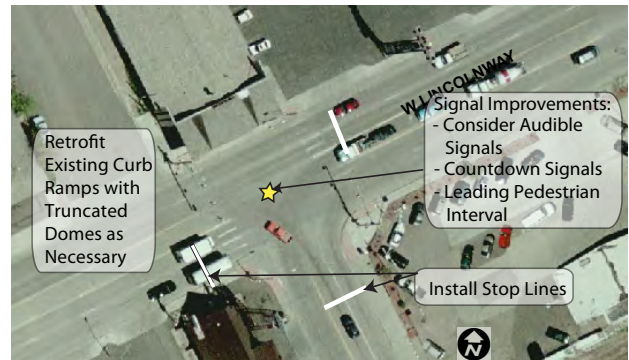 W LINCOLNWAY
Signal Improvements:
- Consider Audible
Signals
- Countdown Signals
- Leading Pedestrian
Interval
Retrofit
Existing Curb
Ramps with
Truncated
Domes as
Necessary
Install Stop Lines
N